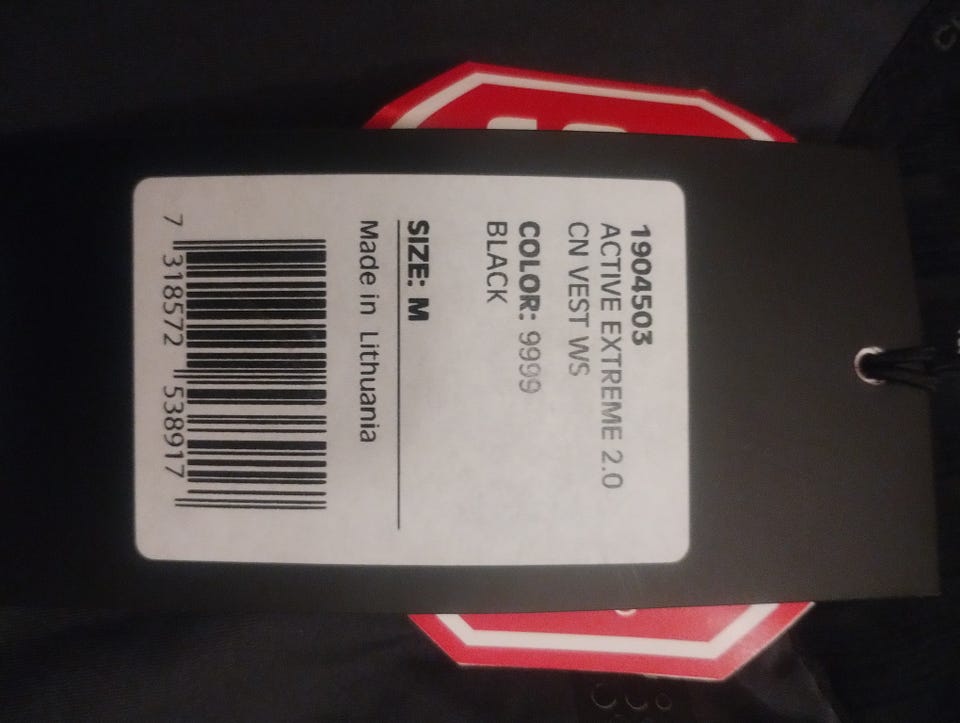 1904503
ACTIVE EXTREME 2.0
CN VEST WS
COLOR: 9999
BLACK
SIZE: M
Made in Lithuania
7 318572 538917